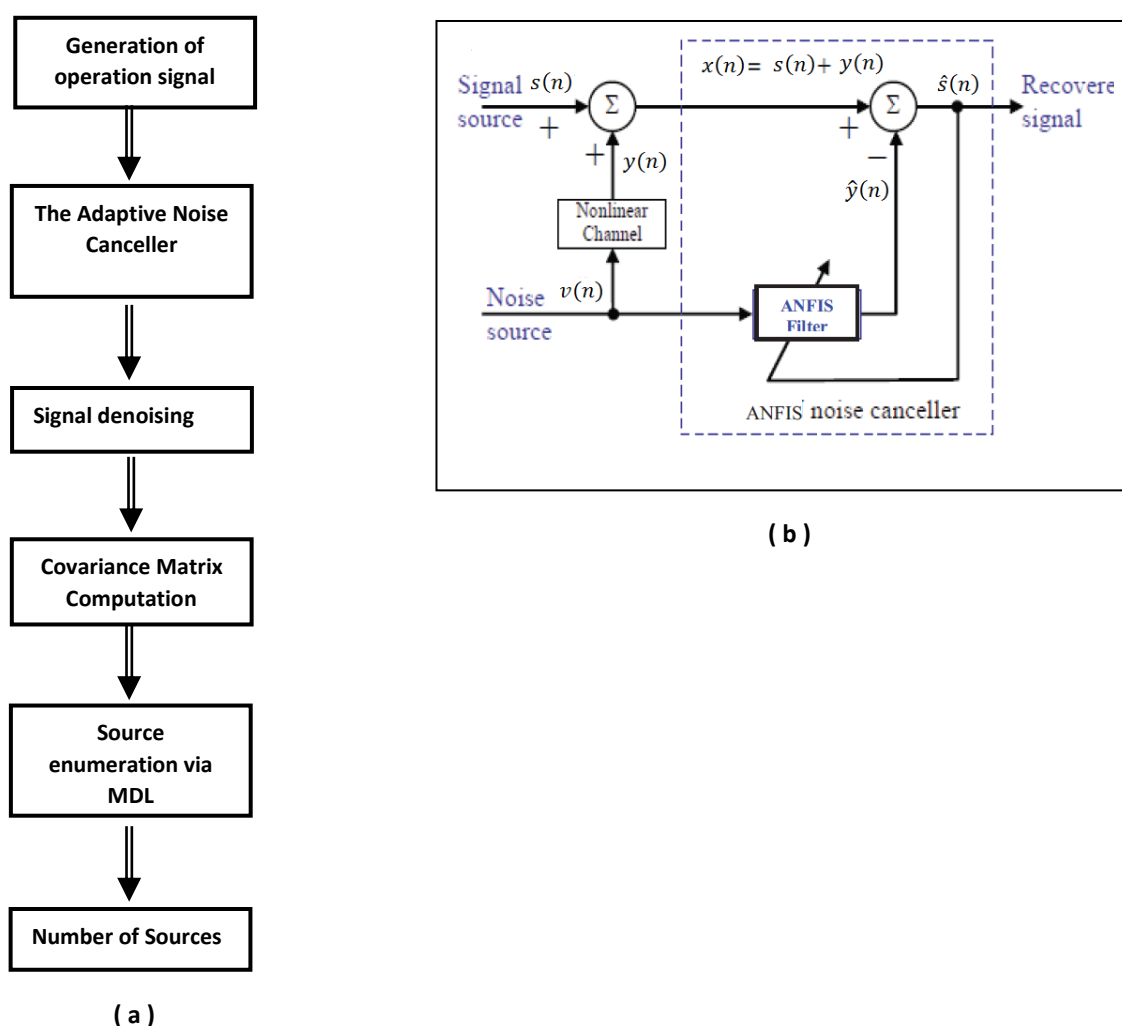 Generation of
operation signal
The Adaptive Noise
Canceller
Signal denoising
Covariance Matrix
Computation
Source
enumeration via
MDL
Number of Sources
( a )
x(n)= s(n)+ y(n)
Signal s(n)
source
+
Σ
+
y(n)
Nonlinear
Channel
Noise v(n)
source
Σ
+
−
ŝ(n)
Recovere
signal
ŷ(n)
ANFIS
Filter
ANFIS noise canceller
( b )